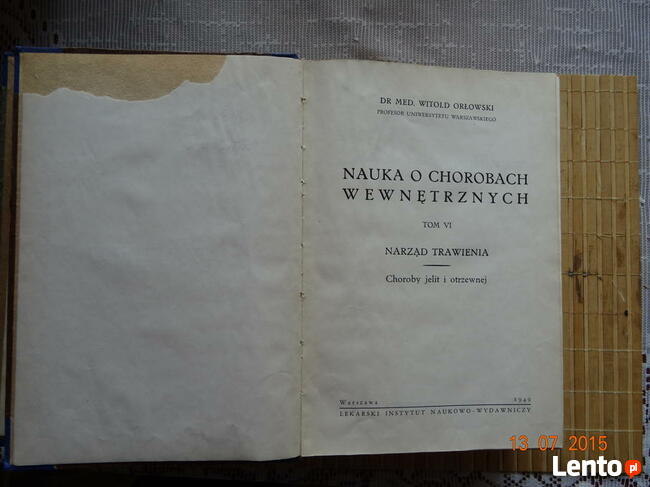 DR MED. WITOLD ORŁOWSKI
PROFESOR UNIWERSYTETU WARSZAWSKIEGO
NAUKA O CHOROBACH
WEWNĘTRZNYCH
TOM VI
NARZĄD TRAWIENIA
Choroby jelit i otrzewnej
Warszawa 1949
LEKARSKI INSTYTUT NAUKOWO-WYDAWNICZY
13 07 2015
Lento.pl